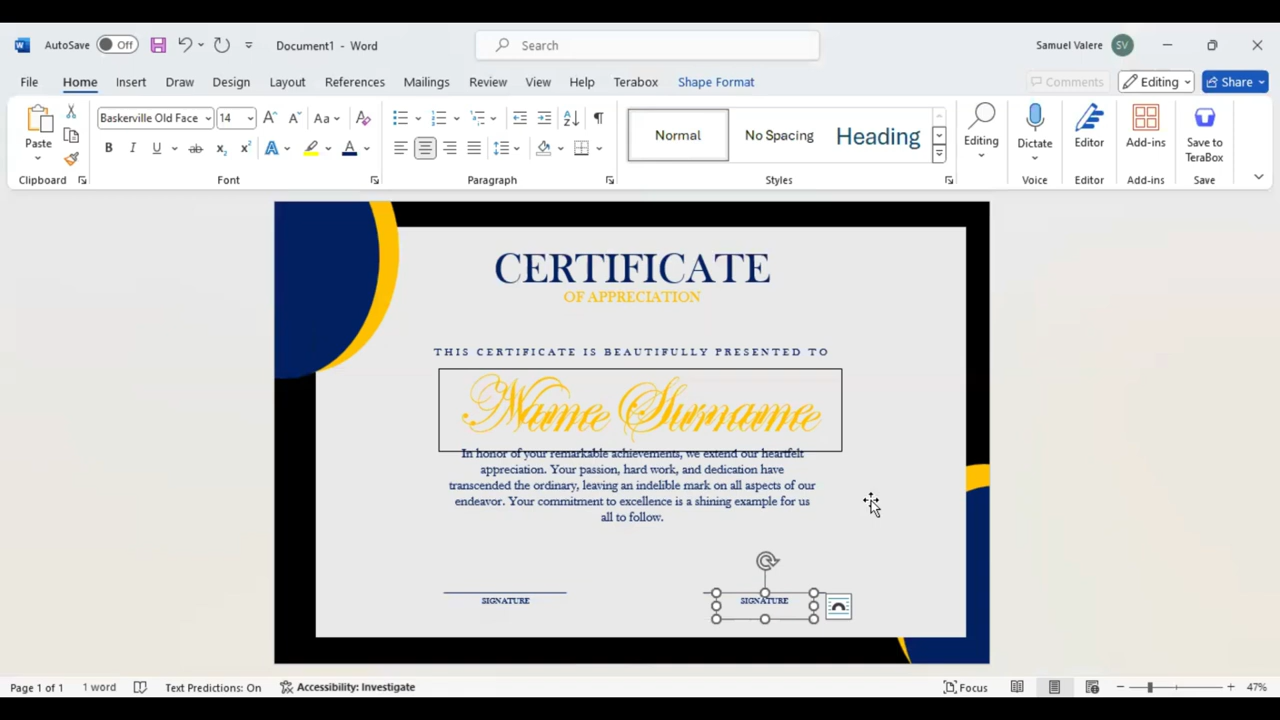 AutoSave Off Document1 - Word Search Samuel Valere SV
File Home Insert Draw Design Layout References Mailings Review View Help Terabox Shape Format Comments Editing Share
Paste Baskerville Old Face 14 Aa Normal No Spacing Heading Editing Dictate Editor Add-ins Save to TeraBox
Clipboard Font Paragraph Styles Voice Editor Add-ins Save
CERTIFICATE
OF APPRECIATION
THIS CERTIFICATE IS BEAUTIFULLY PRESENTED TO
Name Surname
In honor of your remarkable achievements, we extend our heartfelt
appreciation. Your passion, hard work, and dedication have
transcended the ordinary, leaving an indelible mark on all aspects of our
endeavor. Your commitment to excellence is a shining example for us
all to follow.
SIGNATURE SIGNATURE
Page 1 of 1 1 word Text Predictions: On Accessibility: Investigate Focus 47%